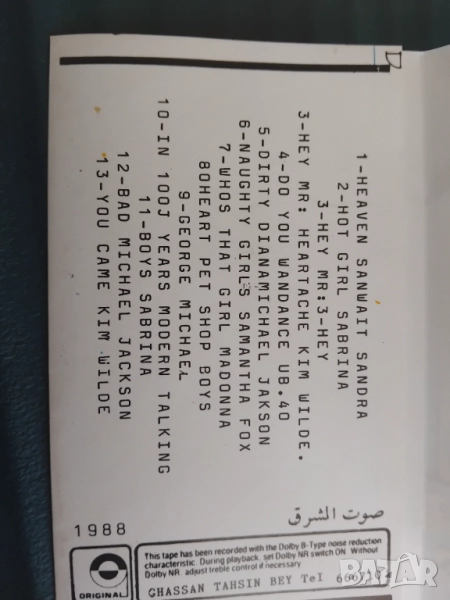 1-HEAVEN SANWAIT SANDRA
2-HOT GIRL SABRINA
3-HEY MR:3-HEY
3-HEY MR: HEARTACHE KIM WILDE.
4-DO YOU WANDANCE UB.40
5-DIRTY DIANAMICHAEL JAKSON
6-NAUGHTY GIRLS SAMANTHA FOX
7-WHOS THAT GIRL MADONNA
80HEART PET SHOP BOYS
9-GEORGE MICHAEL
10-IN 100J YEARS MODERN TALKING
11-BOYS SABRINA
12-BAD MICHAEL JACKSON
13-YOU CAME KIM WILDE
صوت الشرق
1988
ORIGINAL
This tape has been recorded with the Dolby B-Type noise reduction
characteristic. During playback, set Dolby NR switch ON. Without
Dolby NR. adjust treble control if necessary
GHASSAN TAHSIN BEY Tel
bazar.bg